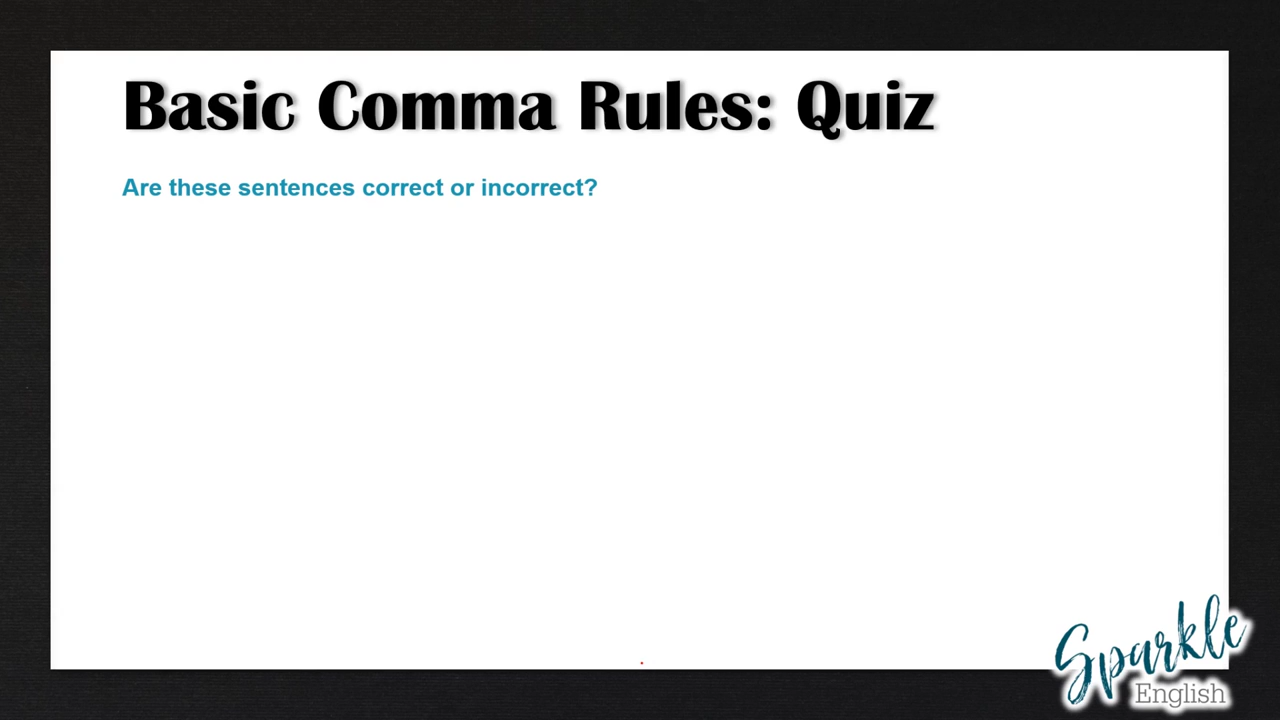 Basic Comma Rules: Quiz
Are these sentences correct or incorrect?
Sparkle
English